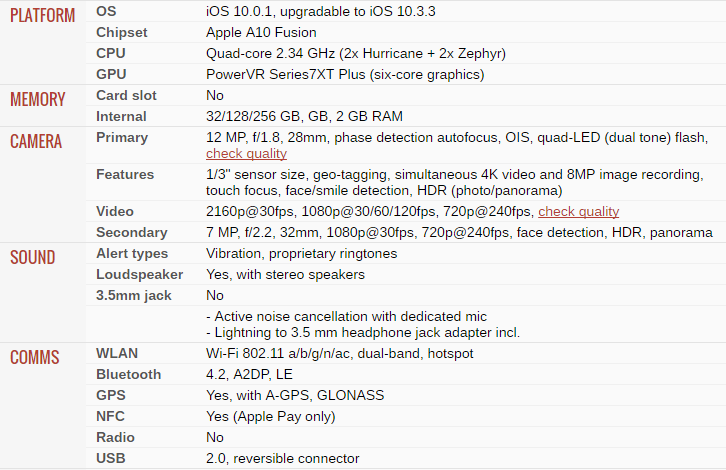 PLATFORM OS iOS 10.0.1, upgradable to iOS 10.3.3
Chipset Apple A10 Fusion
CPU Quad-core 2.34 GHz (2x Hurricane + 2x Zephyr)
GPU PowerVR Series7XT Plus (six-core graphics)
MEMORY Card slot No
Internal 32/128/256 GB, GB, 2 GB RAM
CAMERA Primary 12 MP, f/1.8, 28mm, phase detection autofocus, OIS, quad-LED (dual tone) flash,
check quality
Features 1/3" sensor size, geo-tagging, simultaneous 4K video and 8MP image recording,
touch focus, face/smile detection, HDR (photo/panorama)
Video 2160p@30fps, 1080p@30/60/120fps, 720p@240fps, check quality
Secondary 7 MP, f/2.2, 32mm, 1080p@30fps, 720p@240fps, face detection, HDR, panorama
SOUND Alert types Vibration, proprietary ringtones
Loudspeaker Yes, with stereo speakers
3.5mm jack No
- Active noise cancellation with dedicated mic
- Lightning to 3.5 mm headphone jack adapter incl.
COMMS WLAN Wi-Fi 802.11 a/b/g/n/ac, dual-band, hotspot
Bluetooth 4.2, A2DP, LE
GPS Yes, with A-GPS, GLONASS
NFC Yes (Apple Pay only)
Radio No
USB 2.0, reversible connector